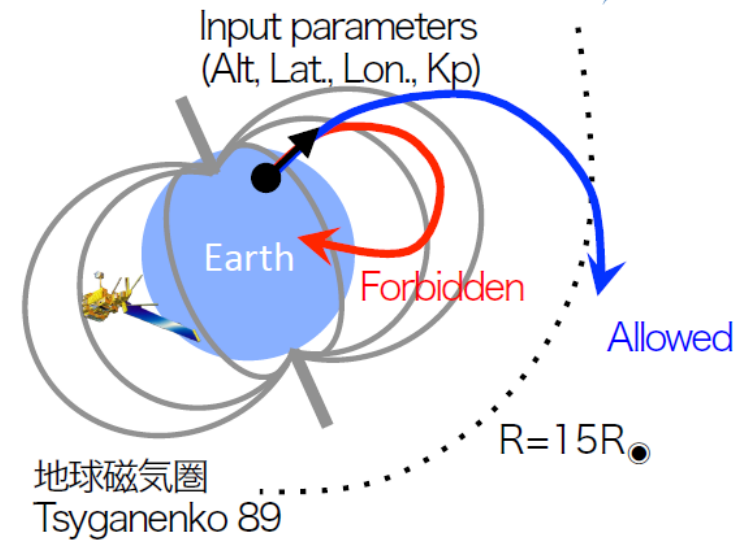 Input parameters
(Alt, Lat., Lon., Kp)
Earth
Forbidden
Allowed
R=15R◉
地球磁気圏
Tsyganenko 89